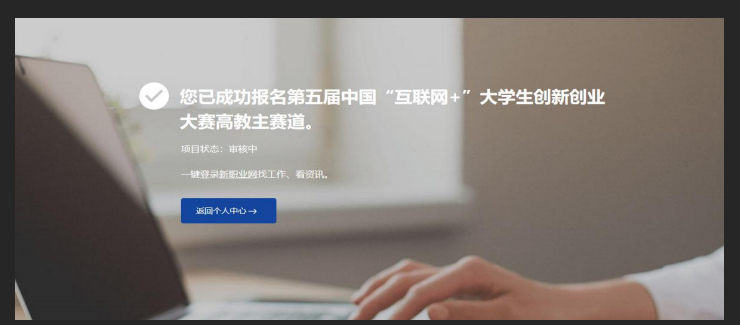 您已成功报名第五届中国“互联网+”大学生创新创业
大赛高教主赛道。
项目状态：审核中
一键登录新职业网找工作、看资讯。
返回个人中心→